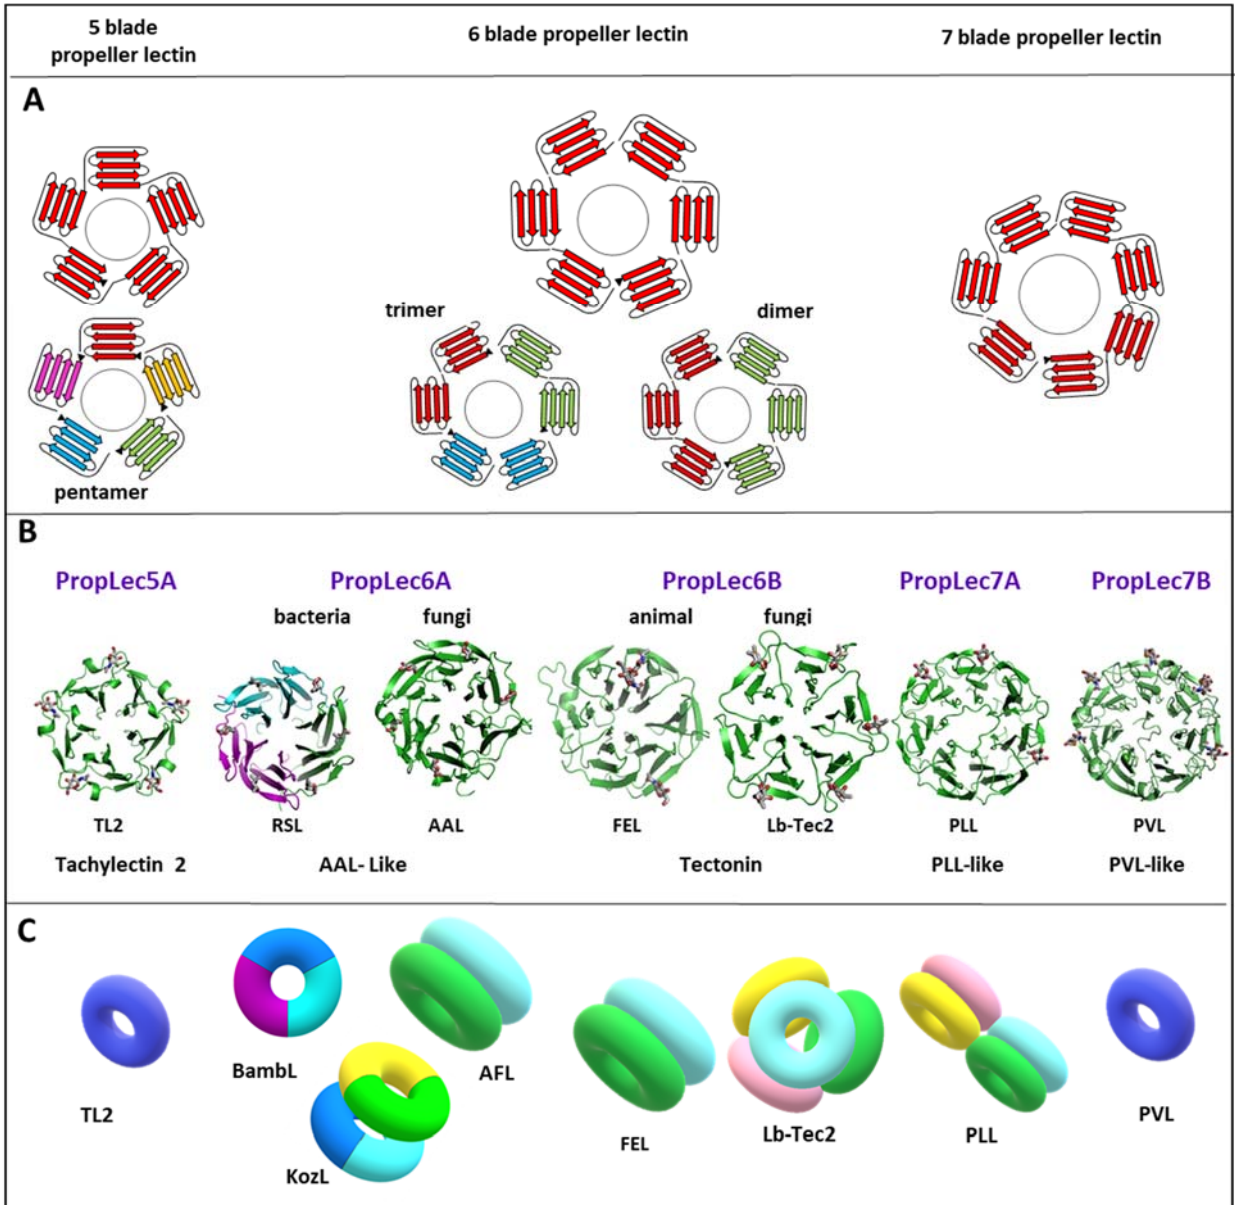 5 blade
propeller lectin
6 blade propeller lectin
7 blade propeller lectin
A
trimer
dimer
pentamer
B
PropLec5A
PropLec6A
PropLec6B
PropLec7A
PropLec7B
bacteria
fungi
animal
fungi
TL2
RSL
AAL
FEL
Lb-Tec2
PLL
PVL
Tachylectin 2
AAL- Like
Tectonin
PLL-like
PVL-like
C
TL2
BambL
KozL
AFL
FEL
Lb-Tec2
PLL
PVL